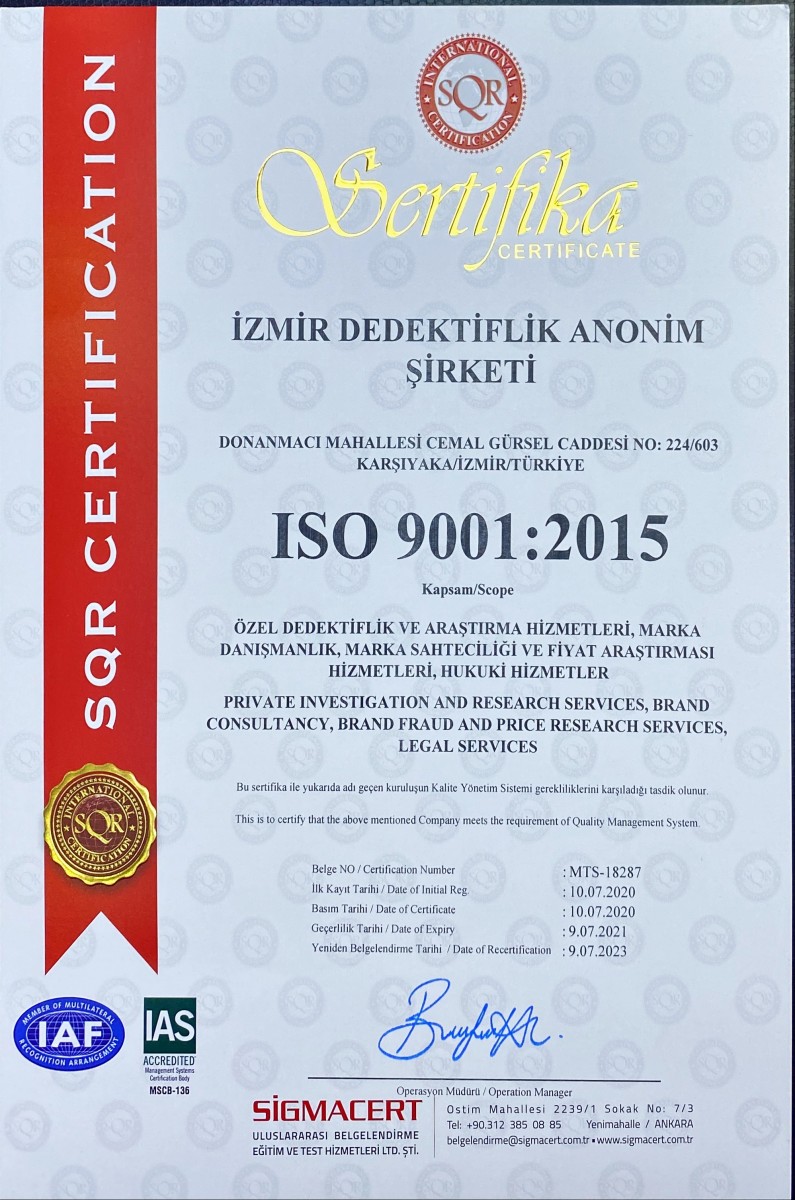 SQR CERTIFICATION
INTERNATIONAL
SQR
CERTIFICATION
Sertifika
CERTIFICATE
İZMİR DEDEKTİFLİK ANONİM
ŞİRKETİ
DONANMACI MAHALLESİ CEMAL GÜRSEL CADDESİ NO: 224/603
KARŞIYAKA/İZMİR/TÜRKİYE
ISO 9001:2015
Kapsam/Scope
ÖZEL DEDEKTİFLİK VE ARAŞTIRMA HİZMETLERİ, MARKA
DANIŞMANLIK, MARKA SAHTECİLİĞİ VE FİYAT ARAŞTIRMASI
HİZMETLERİ, HUKUKİ HİZMETLER
PRIVATE INVESTIGATION AND RESEARCH SERVICES, BRAND
CONSULTANCY, BRAND FRAUD AND PRICE RESEARCH SERVICES,
LEGAL SERVICES
Bu sertifika ile yukarıda adı geçen kuruluşun Kalite Yönetim Sistemi gerekliliklerini karşıladığı tasdik olunur.
This is to certify that the above mentioned Company meets the requirement of Quality Management System.
INTERNATIONAL
SQR
CERTIFICATION
Belge NO / Certification Number : MTS-18287
İlk Kayıt Tarihi / Date of Initial Reg. : 10.07.2020
Basım Tarihi / Date of Certificate : 10.07.2020
Geçerlilik Tarihi / Date of Expiry : 9.07.2021
Yeniden Belgelendirme Tarihi / Date of Recertification : 9.07.2023
MEMBER OF MULTILATERAL
IAF
RECOGNITION ARRANGEMENT
IAS
ACCREDITED
Management Systems
Certification Body
MSCB-136
Operasyon Müdürü / Operation Manager
SİGMACERT
ULUSLARARASI BELGELENDİRME
EĞİTİM VE TEST HİZMETLERİ LTD. ŞTİ.
Ostim Mahallesi 2239/1 Sokak No: 7/3
Tel: +90.312 385 08 85 Yenimahalle / ANKARA
belgelendirme@sigmacert.com.tr • www.sigmacert.com.tr